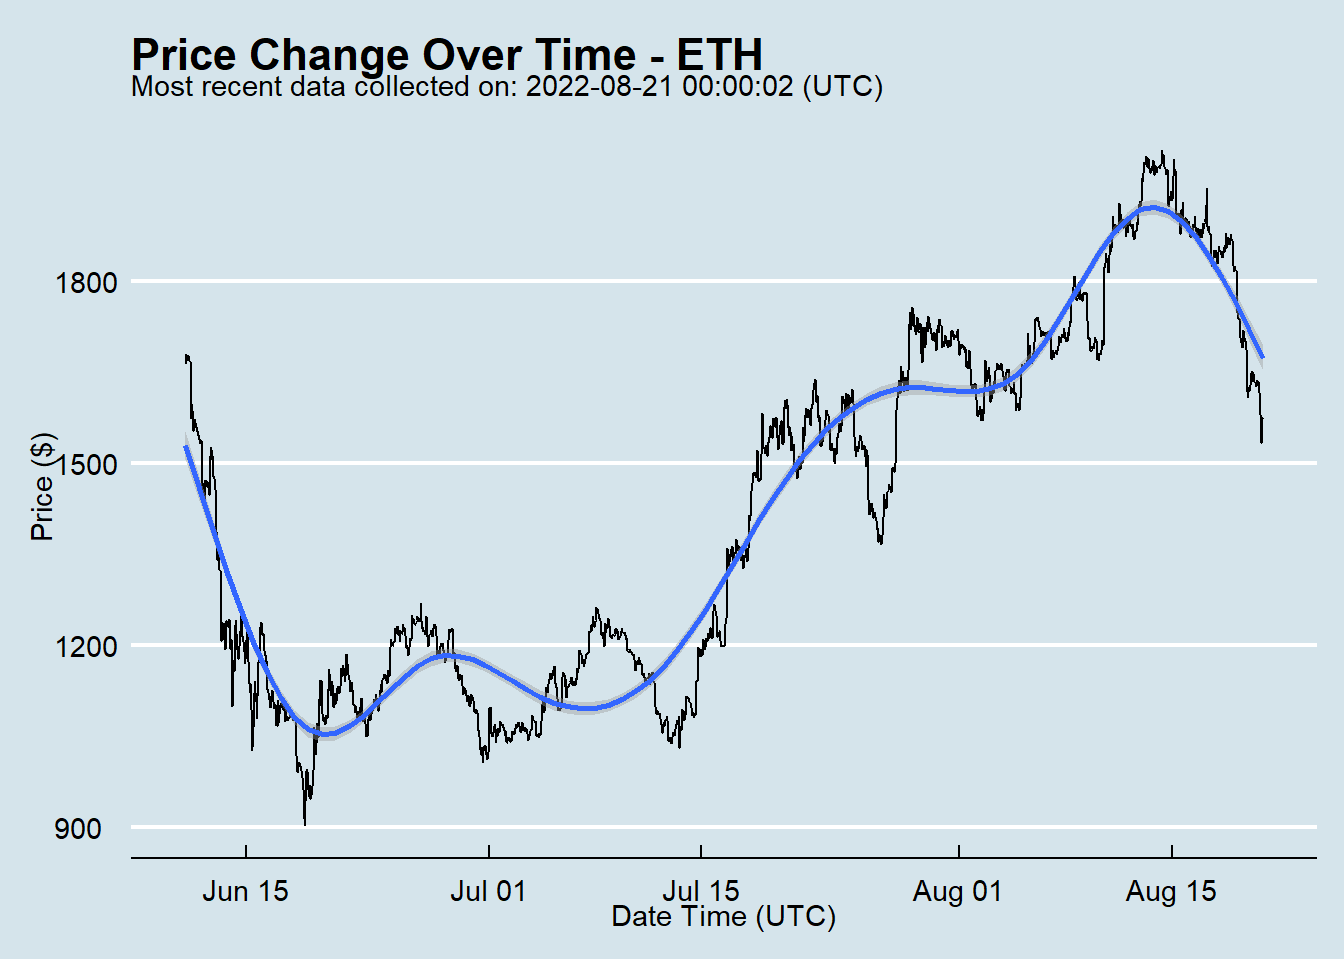 Price Change Over Time - ETH
Most recent data collected on: 2022-08-21 00:00:02 (UTC)
Price ($)
1800
1500
1200
900
Jun 15 Jul 01 Jul 15 Aug 01 Aug 15
Date Time (UTC)